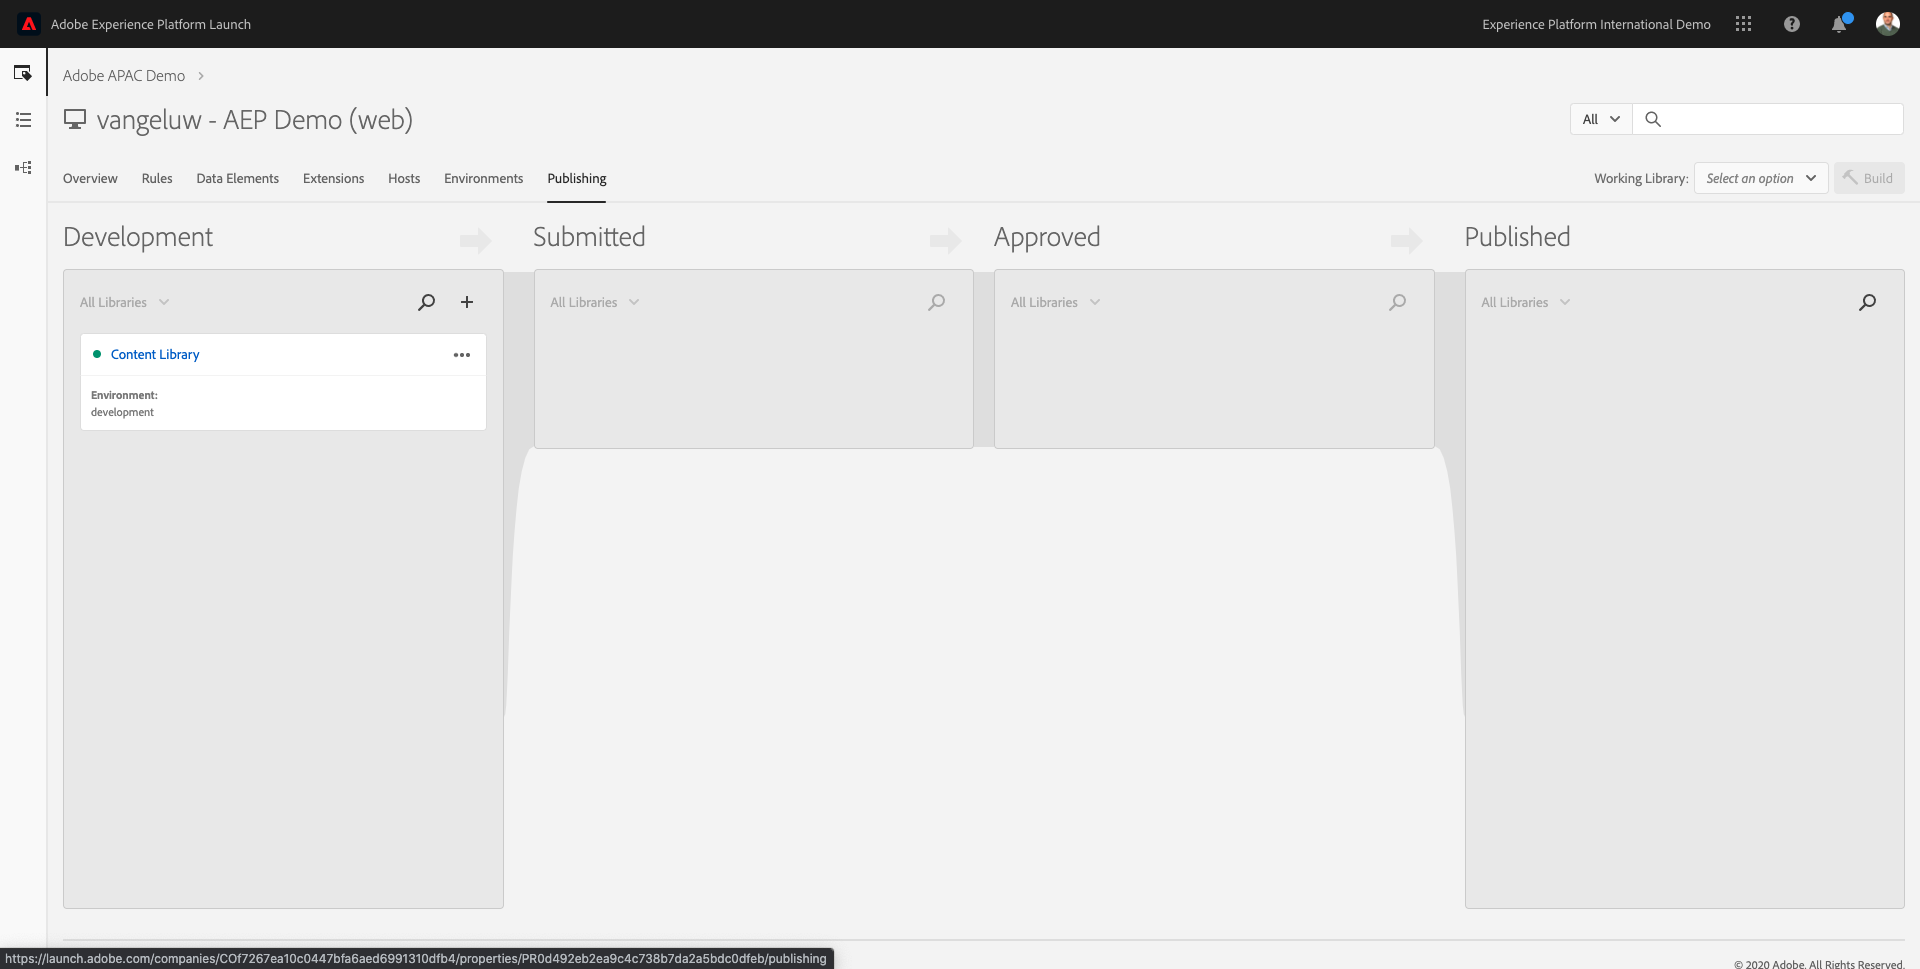 Adobe Experience Platform Launch
Experience Platform International Demo
Adobe APAC Demo
vangeluw - AEP Demo (web)
All
Overview
Rules
Data Elements
Extensions
Hosts
Environments
Publishing
Working Library:
Select an option
Build
Development
Submitted
Approved
Published
All Libraries
All Libraries
All Libraries
All Libraries
Content Library
Environment:
development
https://launch.adobe.com/companies/COf7267ea10c0447bfa6aed6991310dfb4/properties/PR0d492eb2ea9c4c738b7da2a5bdc0dfeb/publishing
© 2020 Adobe. All Rights Reserved.